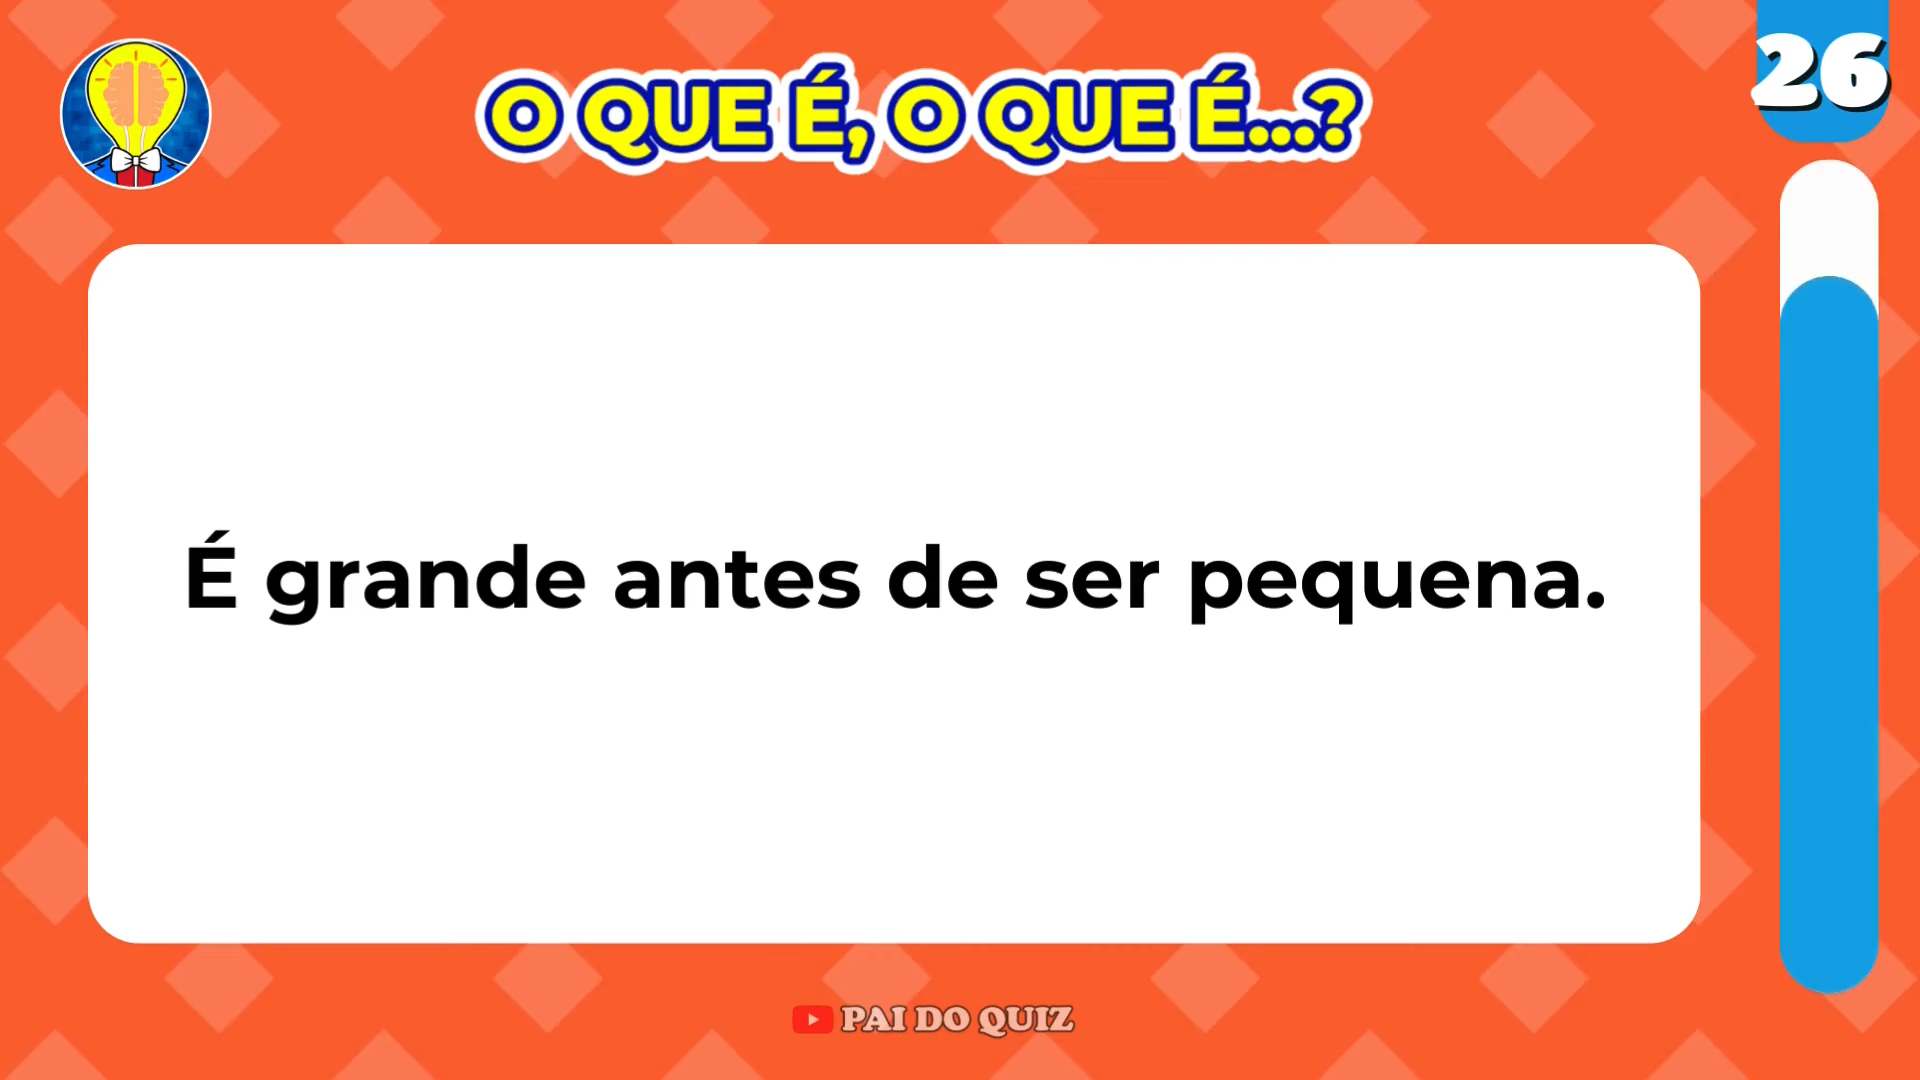 26
O QUE É, O QUE É...?
É grande antes de ser pequena.
PAI DO QUIZ